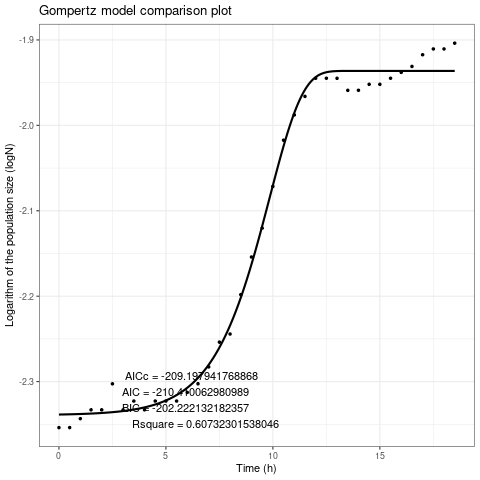 Gompertz model comparison plot
Logarithm of the population size (logN)
-1.9
-2.0
-2.1
-2.2
-2.3
AICc = -209.197941768868
AIC = -210.410062980989
BIC = -202.222132182357
Rsquare = 0.60732301538046
0 5 10 15
Time (h)